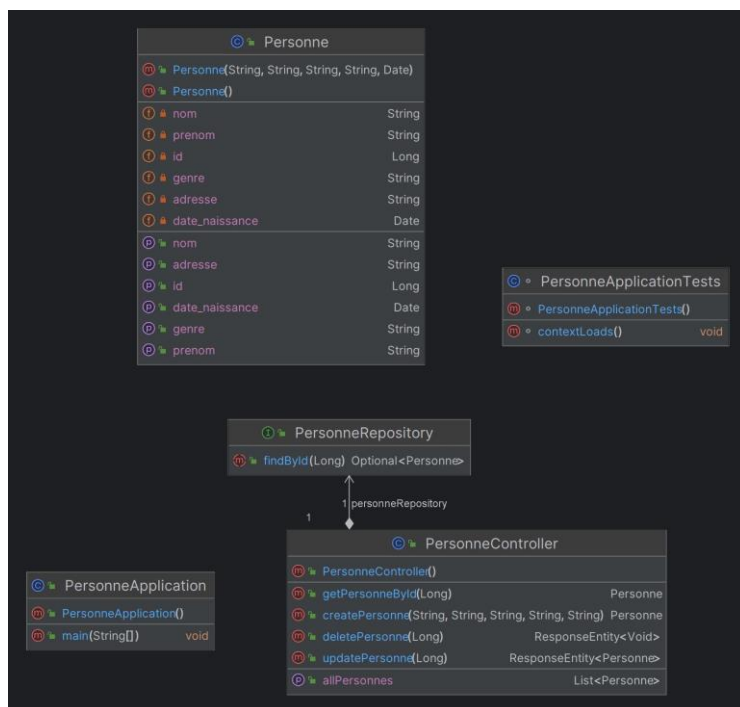 Personne
Personne(String, String, String, String, Date)
Personne()
nom String
prenom String
id Long
genre String
adresse String
date_naissance Date
nom String
adresse String
id Long
date_naissance Date
genre String
prenom String
PersonneApplicationTests
PersonneApplicationTests()
contextLoads() void
PersonneRepository
findById(Long) Optional<Personne>
1 personneRepository
1
PersonneController
PersonneController()
getPersonneById(Long) Personne
createPersonne(String, String, String, String, String) Personne
deletePersonne(Long) ResponseEntity<Void>
updatePersonne(Long) ResponseEntity<Personne>
allPersonnes List<Personne>
PersonneApplication
PersonneApplication()
main(String[]) void